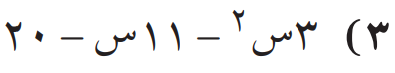 ٣) ٣س٢ – ١١س – ٢٠